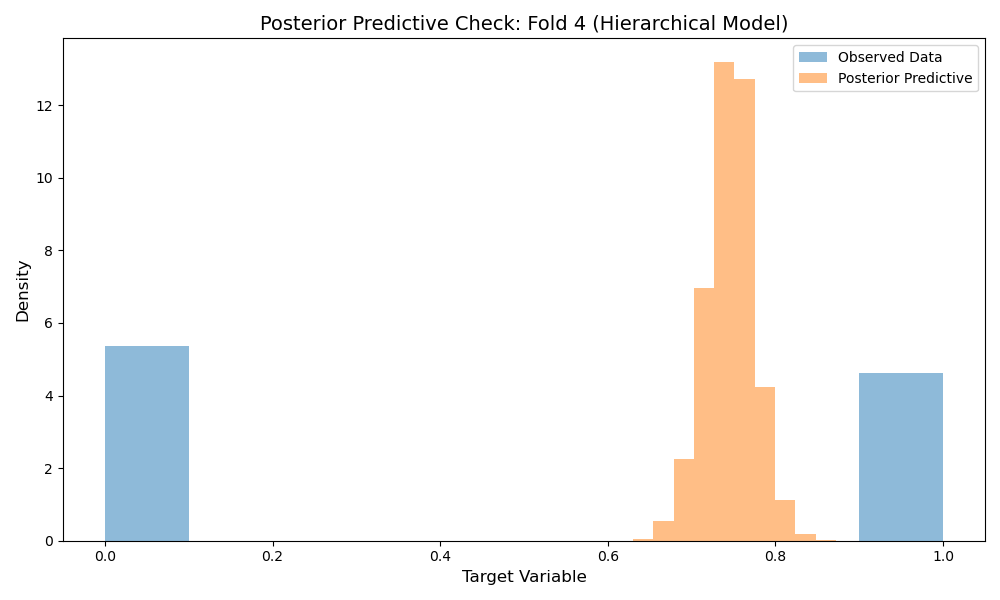 Posterior Predictive Check: Fold 4 (Hierarchical Model)
Observed Data
Posterior Predictive
Density
12
10
8
6
4
2
0
0.0 0.2 0.4 0.6 0.8 1.0
Target Variable